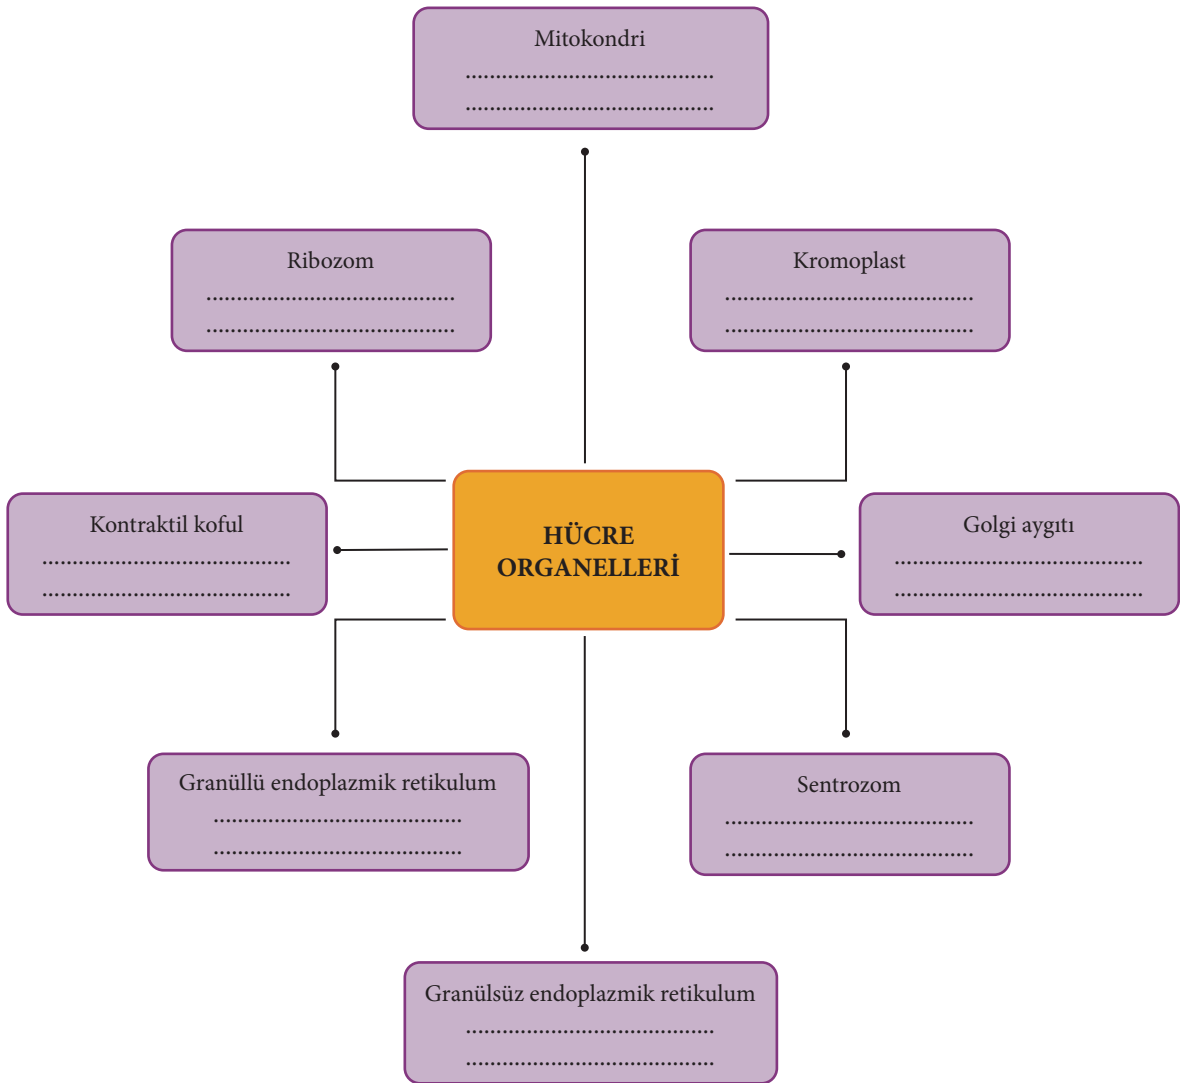 Mitokondri
.........................................
.........................................
Ribozom
.........................................
.........................................
Kromoplast
.........................................
.........................................
Kontraktil koful
.........................................
.........................................
HÜCRE
ORGANELLERİ
Golgi aygıtı
.........................................
.........................................
Granüllü endoplazmik retikulum
.........................................
.........................................
Sentrozom
.........................................
.........................................
Granülsüz endoplazmik retikulum
.........................................
.........................................